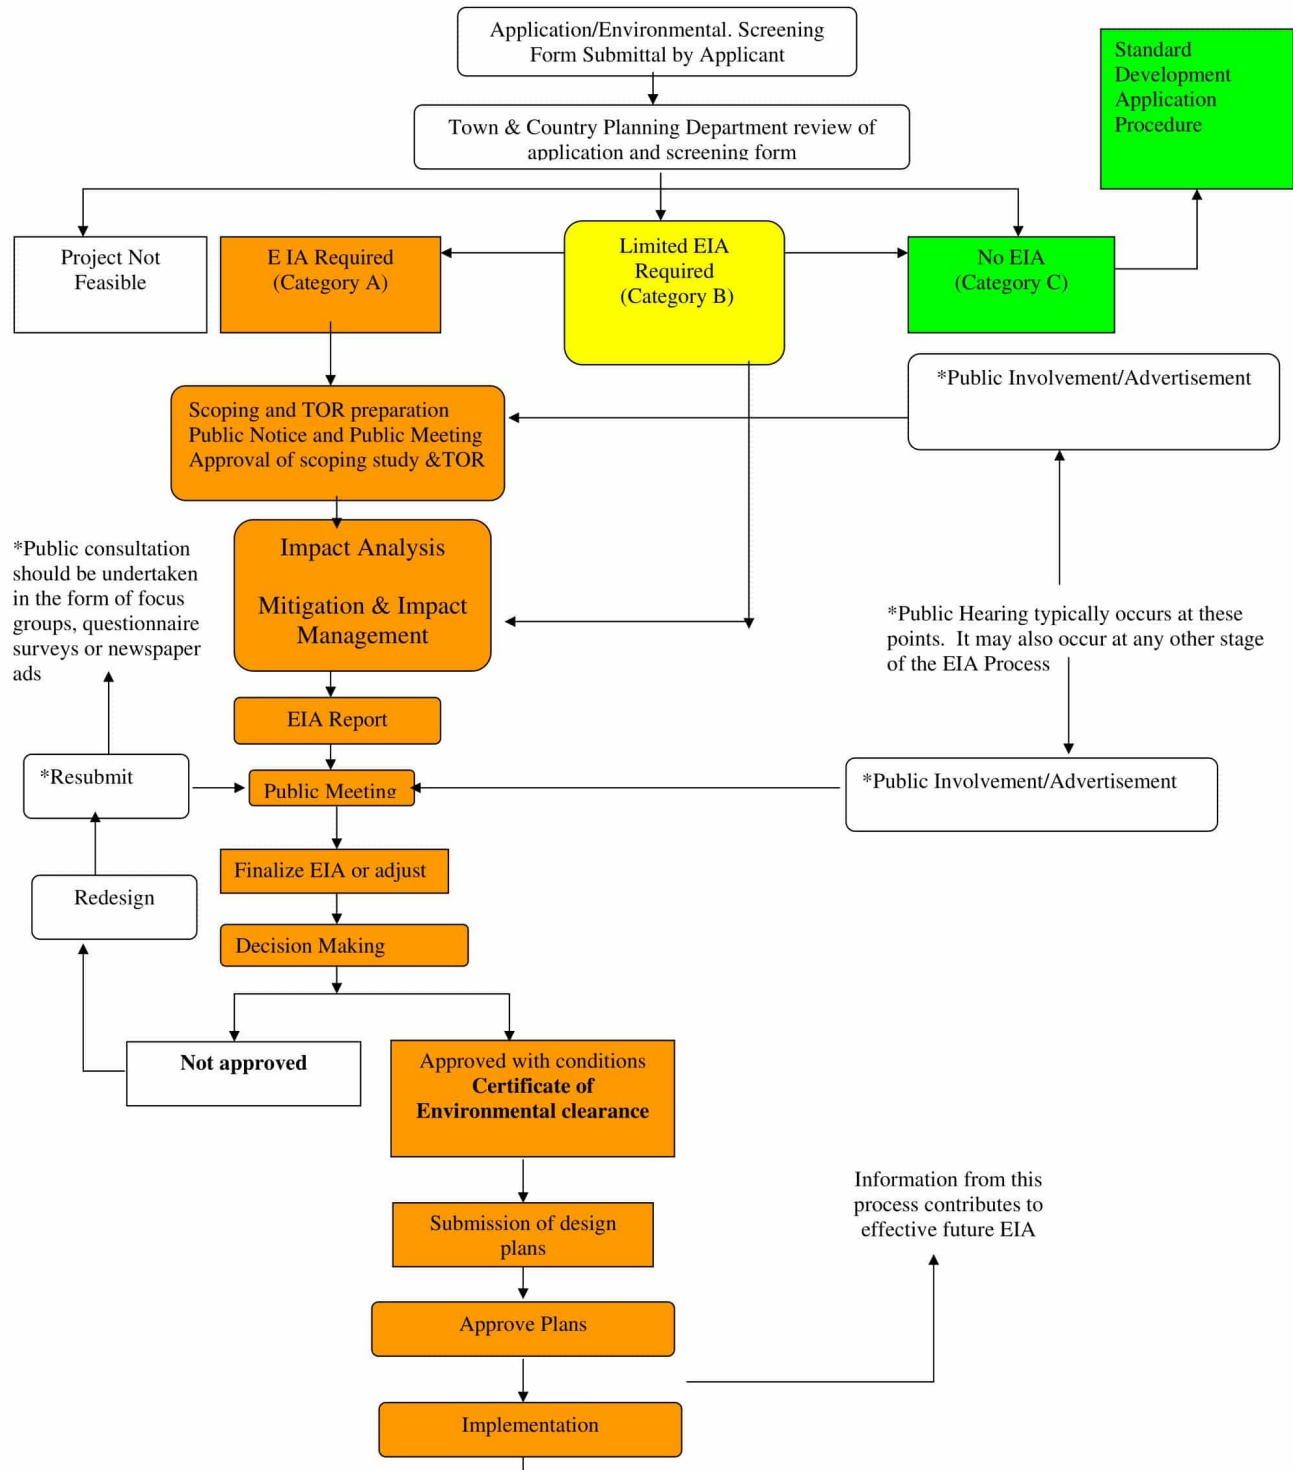 Application/Environmental. Screening
Form Submittal by Applicant
Standard
Development
Application
Procedure
Town & Country Planning Department review of
application and screening form
Project Not
Feasible
E IA Required
(Category A)
Limited EIA
Required
(Category B)
No EIA
(Category C)
*Public Involvement/Advertisement
Scoping and TOR preparation
Public Notice and Public Meeting
Approval of scoping study &TOR
Impact Analysis
Mitigation & Impact
Management
*Public consultation
should be undertaken
in the form of focus
groups, questionnaire
surveys or newspaper
ads
*Public Hearing typically occurs at these
points. It may also occur at any other stage
of the EIA Process
EIA Report
*Resubmit
Public Meeting
*Public Involvement/Advertisement
Finalize EIA or adjust
Redesign
Decision Making
Not approved
Approved with conditions
Certificate of
Environmental clearance
Submission of design
plans
Information from this
process contributes to
effective future EIA
Approve Plans
Implementation